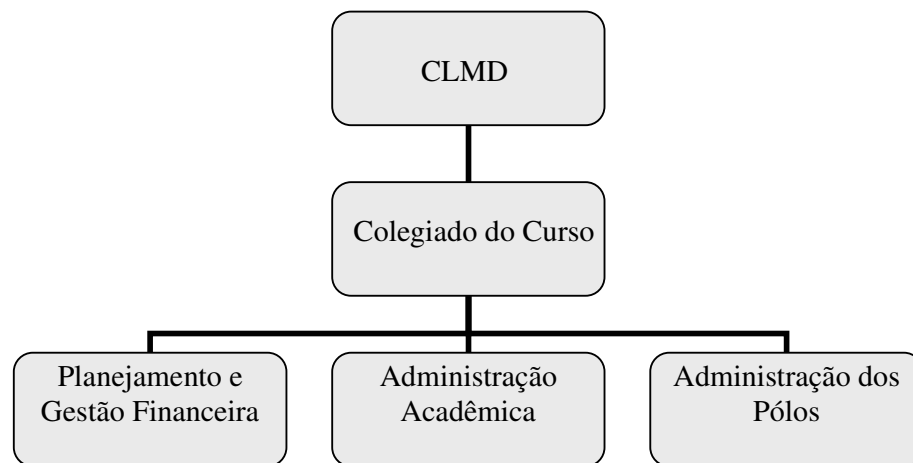 CLMD
Colegiado do Curso
Planejamento e
Gestão Financeira
Administração
Acadêmica
Administração dos
Pólos